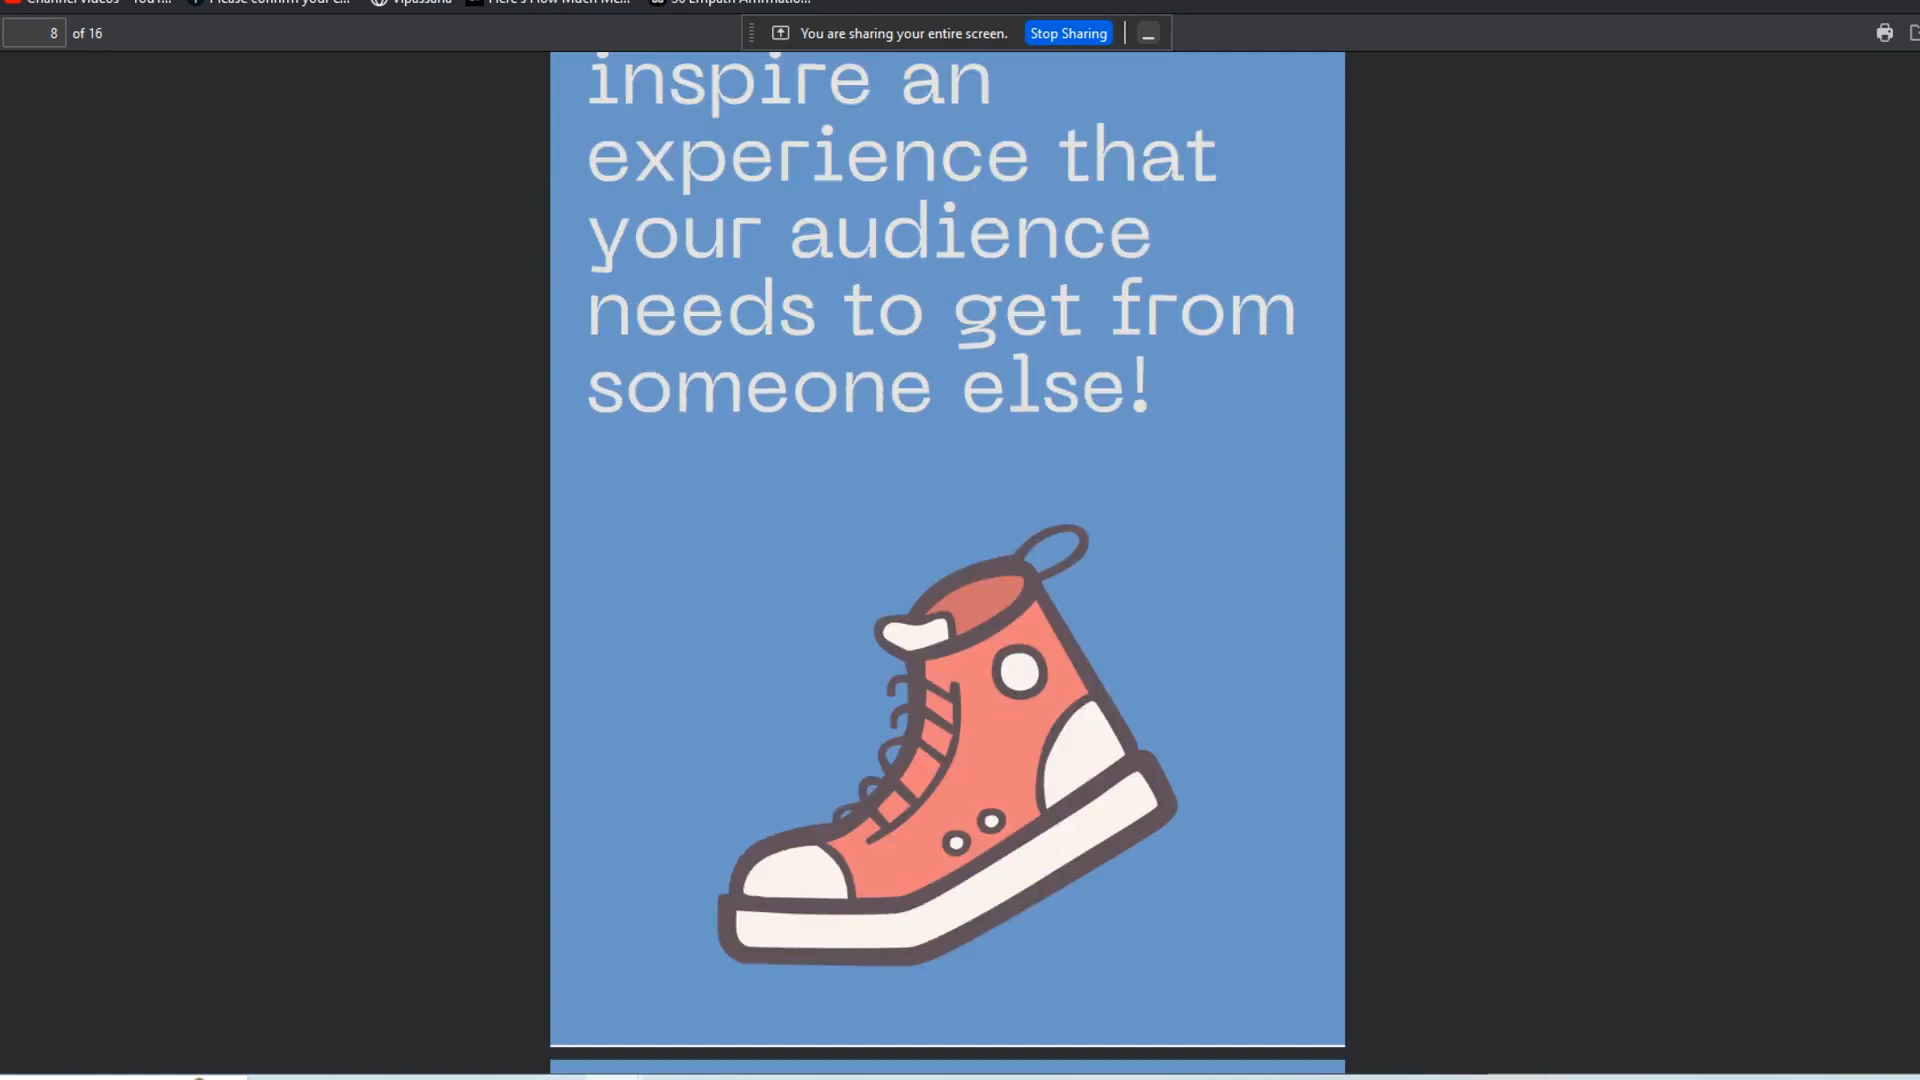 8 of 16
You are sharing your entire screen. Stop Sharing
inspire an
experience that
your audience
needs to get from
someone else!